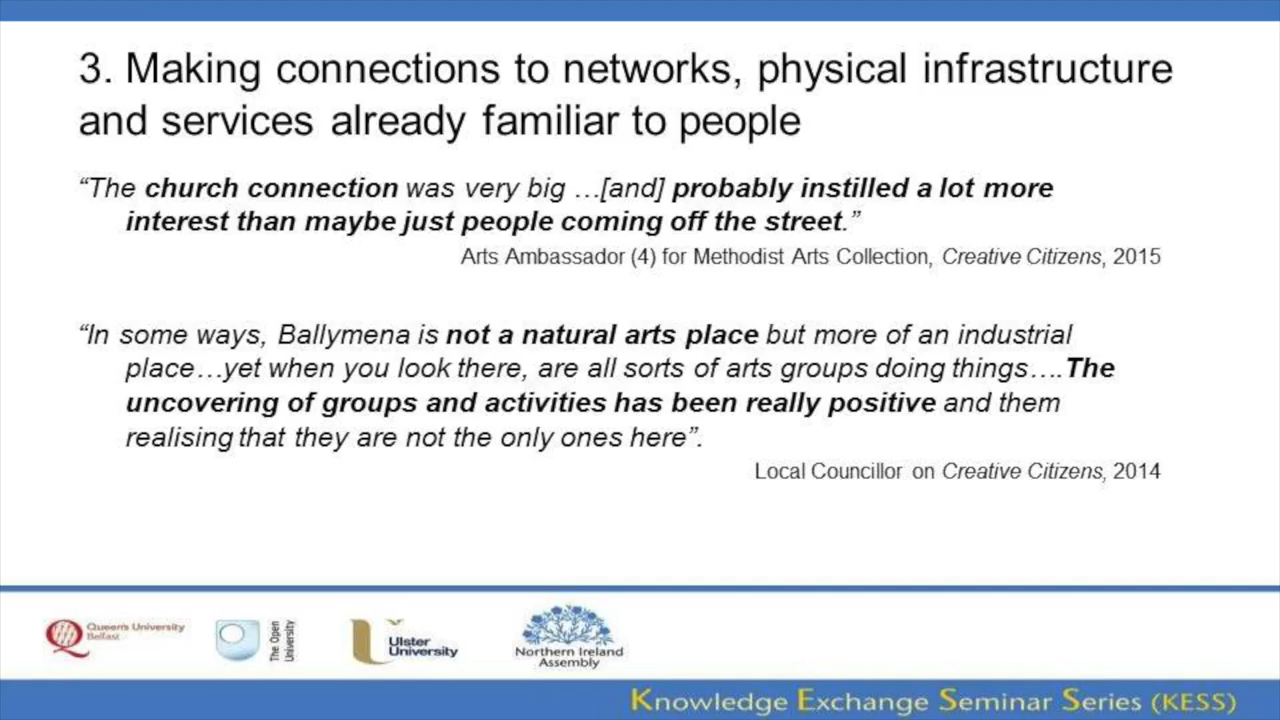 3. Making connections to networks, physical infrastructure
and services already familiar to people
“The church connection was very big …[and] probably instilled a lot more
interest than maybe just people coming off the street.”
Arts Ambassador (4) for Methodist Arts Collection, Creative Citizens, 2015
“In some ways, Ballymena is not a natural arts place but more of an industrial
place…yet when you look there, are all sorts of arts groups doing things….The
uncovering of groups and activities has been really positive and them
realising that they are not the only ones here”.
Local Councillor on Creative Citizens, 2014
Queen's University
Belfast
The Open
University
Ulster
University
Northern Ireland
Assembly
Knowledge Exchange Seminar Series (KESS)